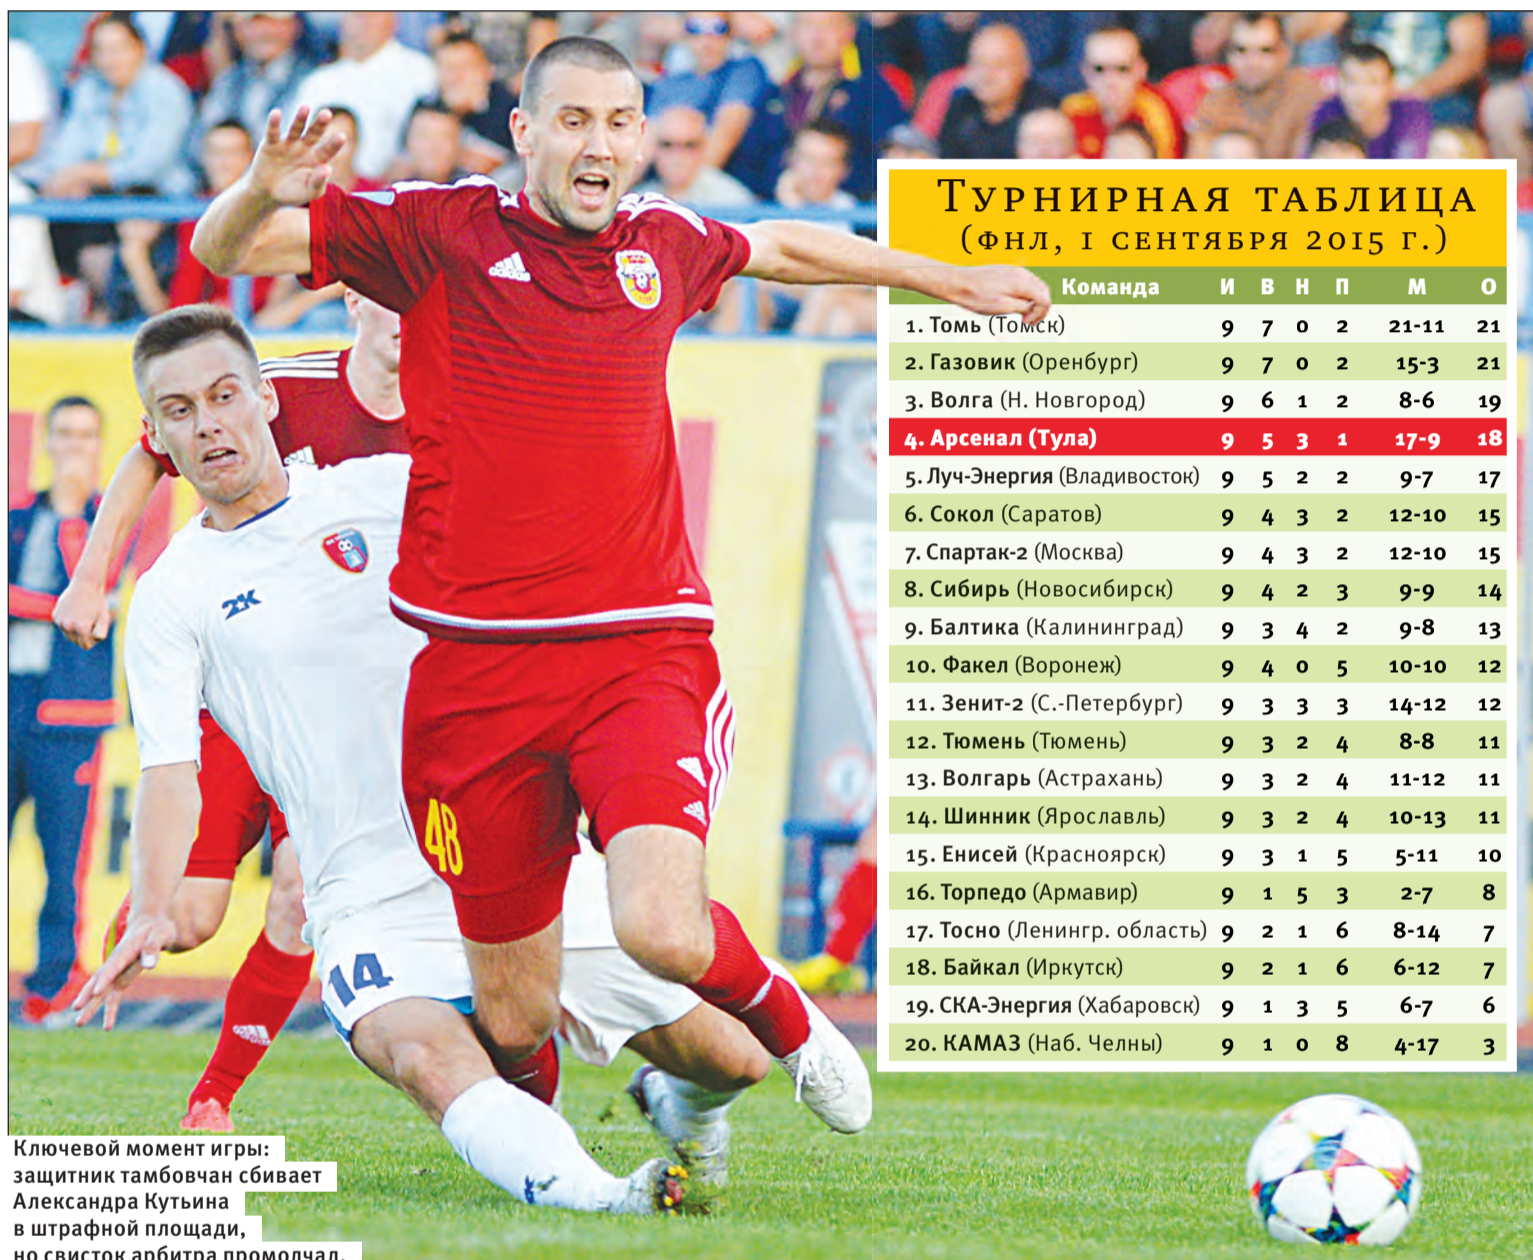 Турнирная таблица
(ФНЛ, 1 сентября 2015 г.)
Команда И В Н П М О
1. Томь (Томск) 9 7 0 2 21-11 21
2. Газовик (Оренбург) 9 7 0 2 15-3 21
3. Волга (Н. Новгород) 9 6 1 2 8-6 19
4. Арсенал (Тула) 9 5 3 1 17-9 18
5. Луч-Энергия (Владивосток) 9 5 2 2 9-7 17
6. Сокол (Саратов) 9 4 3 2 12-10 15
7. Спартак-2 (Москва) 9 4 3 2 12-10 15
8. Сибирь (Новосибирск) 9 4 2 3 9-9 14
9. Балтика (Калининград) 9 3 4 2 9-8 13
10. Факел (Воронеж) 9 4 0 5 10-10 12
11. Зенит-2 (С.-Петербург) 9 3 3 3 14-12 12
12. Тюмень (Тюмень) 9 3 2 4 8-8 11
13. Волгарь (Астрахань) 9 3 2 4 11-12 11
14. Шинник (Ярославль) 9 3 2 4 10-13 11
15. Енисей (Красноярск) 9 3 1 5 5-11 10
16. Торпедо (Армавир) 9 1 5 3 2-7 8
17. Тосно (Ленингр. область) 9 2 1 6 8-14 7
18. Байкал (Иркутск) 9 2 1 6 6-12 7
19. СКА-Энергия (Хабаровск) 9 1 3 5 6-7 6
20. КАМАЗ (Наб. Челны) 9 1 0 8 4-17 3
adidas
2K
48
14
Ключевой момент игры:
защитник тамбовчан сбивает
Александра Кутьина
в штрафной площади,
но свисток арбитра промолчал.